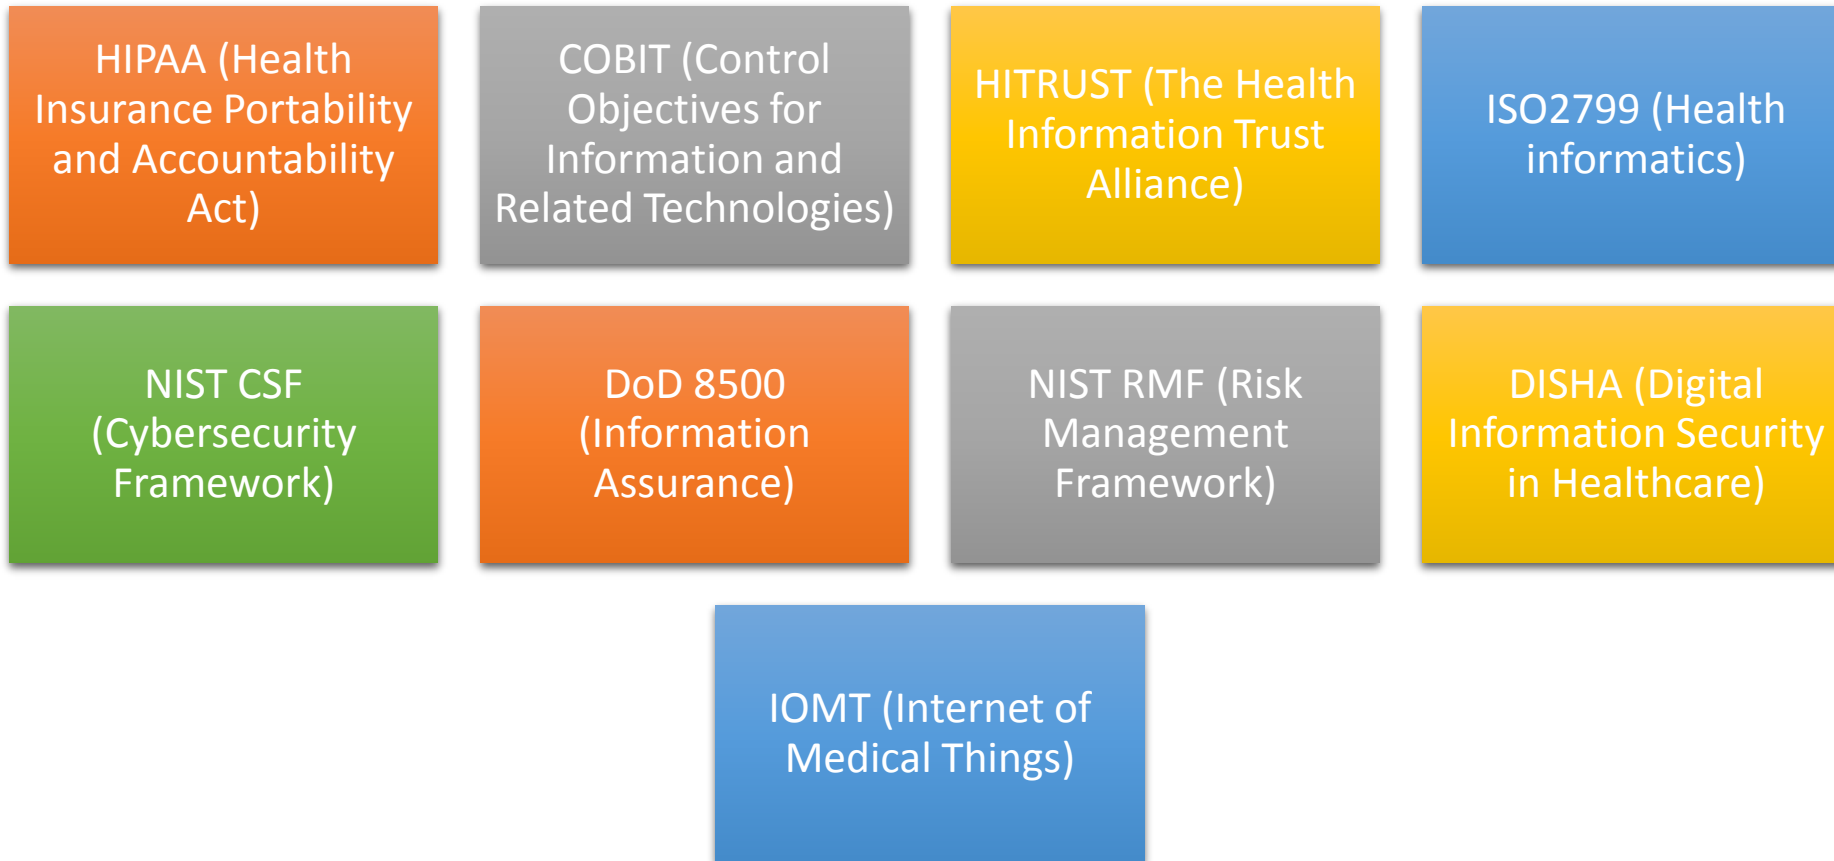 HIPAA (Health
Insurance Portability
and Accountability
Act)
COBIT (Control
Objectives for
Information and
Related Technologies)
HITRUST (The Health
Information Trust
Alliance)
ISO2799 (Health
informatics)
NIST CSF
(Cybersecurity
Framework)
DoD 8500
(Information
Assurance)
NIST RMF (Risk
Management
Framework)
DISHA (Digital
Information Security
in Healthcare)
IOMT (Internet of
Medical Things)